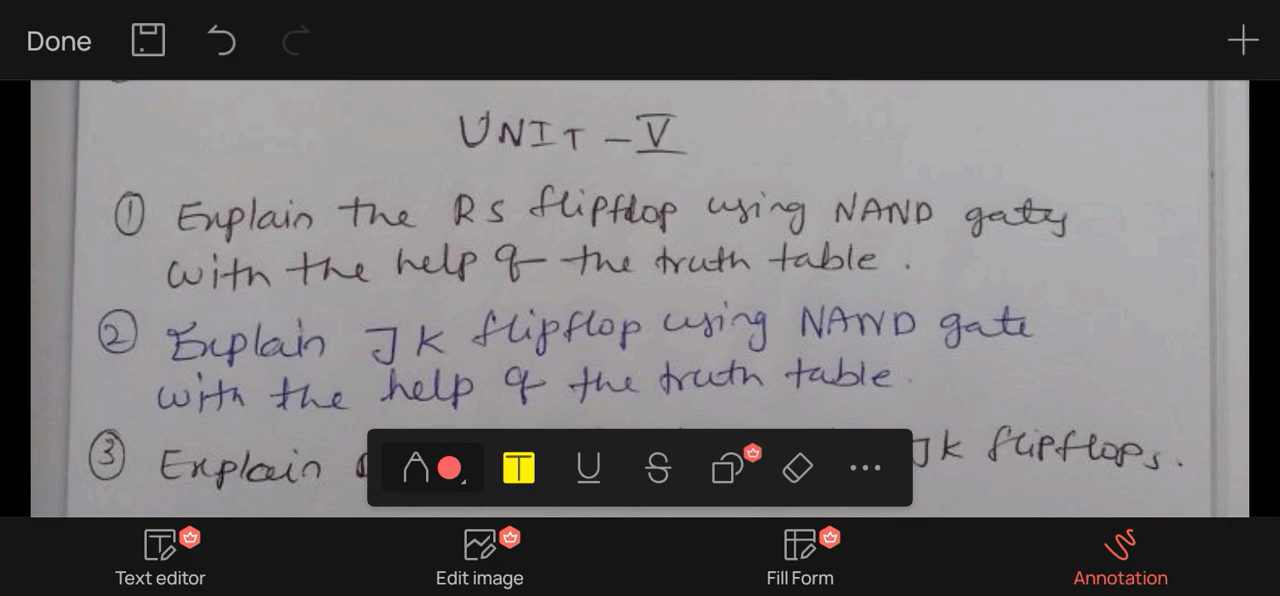 Done
UNIT - V
① Explain the RS flipflop using NAND gates
with the help of the truth table .
② Explain JK flipflop using NAND gate
with the help of the truth table .
③ Explain JK flipflops .
T
U
S
Text editor
Edit image
Fill Form
Annotation